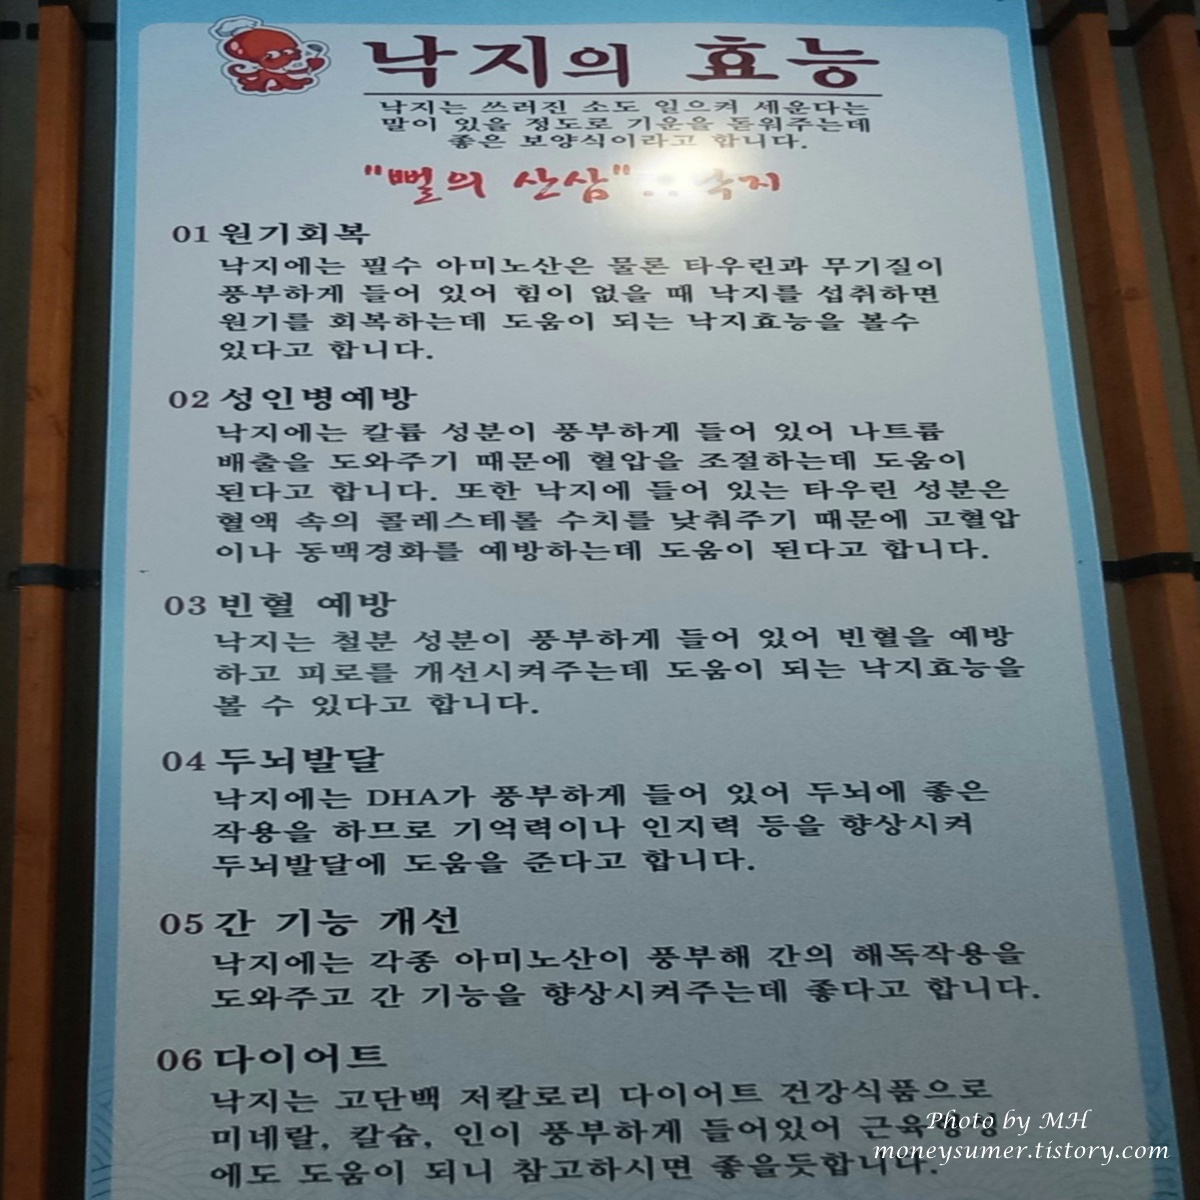 낙지의 효능
낙지는 쓰러진 소도 일으켜 세운다는
말이 있을 정도로 기운을 돋워주는데
좋은 보양식이라고 합니다.
"뻘의 산삼".. 낙지
01 원기회복
낙지에는 필수 아미노산은 물론 타우린과 무기질이
풍부하게 들어 있어 힘이 없을 때 낙지를 섭취하면
원기를 회복하는데 도움이 되는 낙지효능을 볼수
있다고 합니다.
02 성인병예방
낙지에는 칼륨 성분이 풍부하게 들어 있어 나트륨
배출을 도와주기 때문에 혈압을 조절하는데 도움이
된다고 합니다. 또한 낙지에 들어 있는 타우린 성분은
혈액 속의 콜레스테롤 수치를 낮춰주기 때문에 고혈압
이나 동맥경화를 예방하는데 도움이 된다고 합니다.
03 빈혈 예방
낙지는 철분 성분이 풍부하게 들어 있어 빈혈을 예방
하고 피로를 개선시켜주는데 도움이 되는 낙지효능을
볼 수 있다고 합니다.
04 두뇌발달
낙지에는 DHA가 풍부하게 들어 있어 두뇌에 좋은
작용을 하므로 기억력이나 인지력 등을 향상시켜
두뇌발달에 도움을 준다고 합니다.
05 간 기능 개선
낙지에는 각종 아미노산이 풍부해 간의 해독작용을
도와주고 간 기능을 향상시켜주는데 좋다고 합니다.
06 다이어트
낙지는 고단백 저칼로리 다이어트 건강식품으로
미네랄, 칼슘, 인이 풍부하게 들어있어
에도 도움이 되니 참고하시면 좋을듯합니다.
Photo by MH
moneysumer.tistory.com